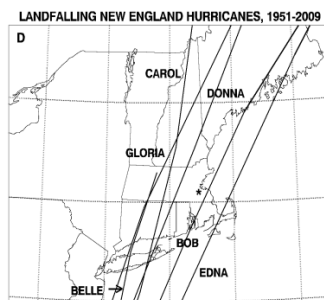 LANDFALLING NEW ENGLAND HURRICANES, 1951-2009
D
CAROL
DONNA
GLORIA
*
BOB
EDNA
BELLE